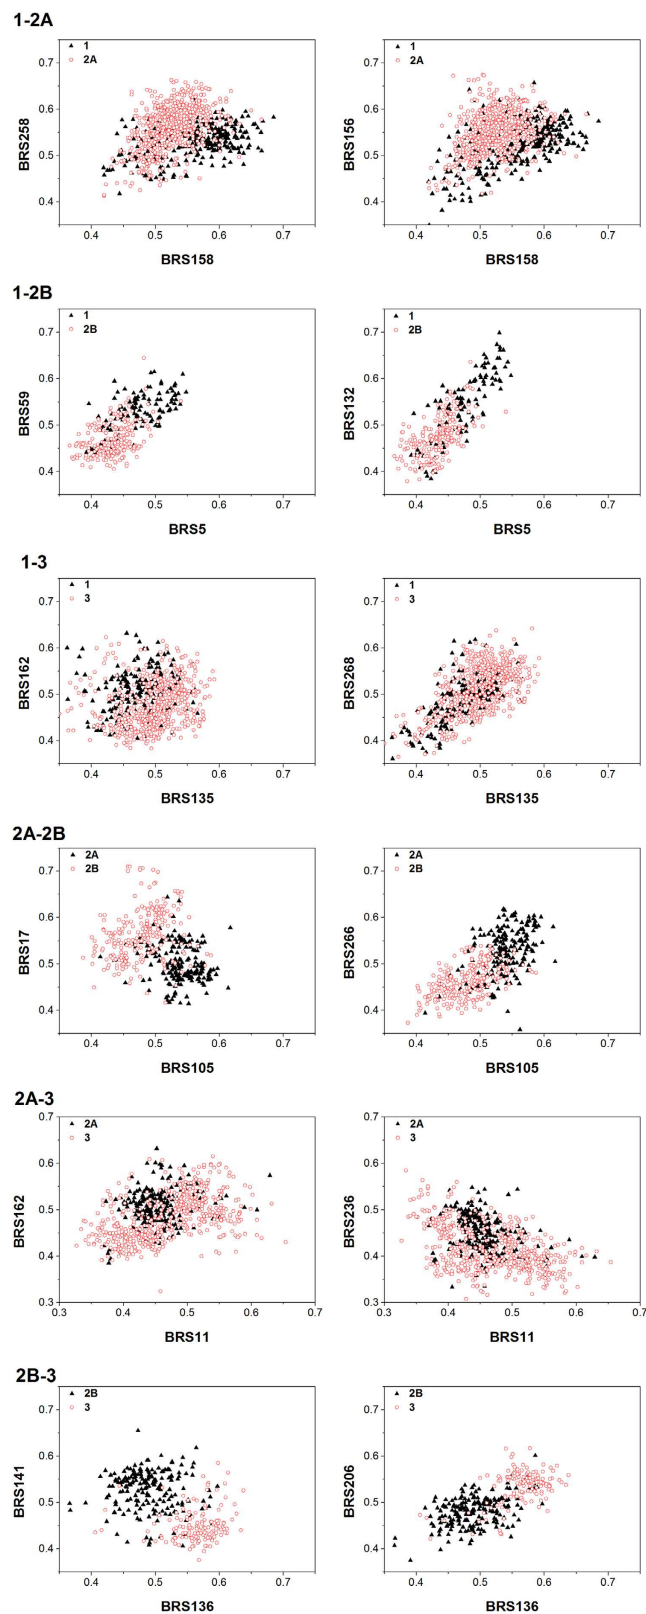 1-2A
1
2A
0.7
0.6
0.5
0.4
BRS258
0.4 0.5 0.6 0.7
BRS158
1
2A
0.7
0.6
0.5
0.4
BRS156
0.4 0.5 0.6 0.7
BRS158
1-2B
1
2B
0.7
0.6
0.5
0.4
BRS59
0.4 0.5 0.6 0.7
BRS5
1
2B
0.7
0.6
0.5
0.4
BRS132
0.4 0.5 0.6 0.7
BRS5
1-3
1
3
0.7
0.6
0.5
0.4
BRS162
0.4 0.5 0.6 0.7
BRS135
1
3
0.7
0.6
0.5
0.4
BRS268
0.4 0.5 0.6 0.7
BRS135
2A-2B
2A
2B
0.7
0.6
0.5
0.4
BRS17
0.4 0.5 0.6 0.7
BRS105
2A
2B
0.7
0.6
0.5
0.4
BRS266
0.4 0.5 0.6 0.7
BRS105
2A-3
2A
3
0.7
0.6
0.5
0.4
0.3
BRS162
0.3 0.4 0.5 0.6 0.7
BRS11
2A
3
0.7
0.6
0.5
0.4
0.3
BRS236
0.3 0.4 0.5 0.6 0.7
BRS11
2B-3
2B
3
0.7
0.6
0.5
0.4
BRS141
0.4 0.5 0.6 0.7
BRS136
2B
3
0.7
0.6
0.5
0.4
BRS206
0.4 0.5 0.6 0.7
BRS136